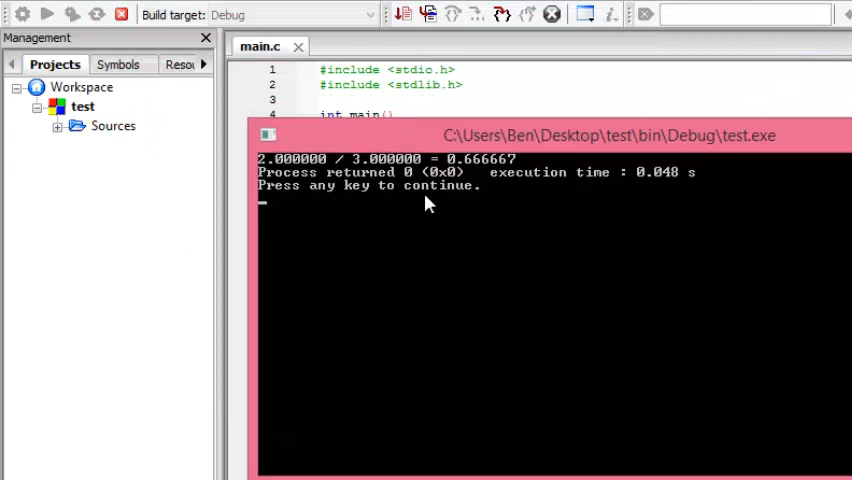 Build target: Debug
Management
Projects Symbols Resou
Workspace
test
Sources
main.c
1 #include <stdio.h>
2 #include <stdlib.h>
3
4 int main()
C:\Users\Ben\Desktop\test\bin\Debug\test.exe
2.000000 / 3.000000 = 0.666667
Process returned 0 (0x0)   execution time : 0.048 s
Press any key to continue.